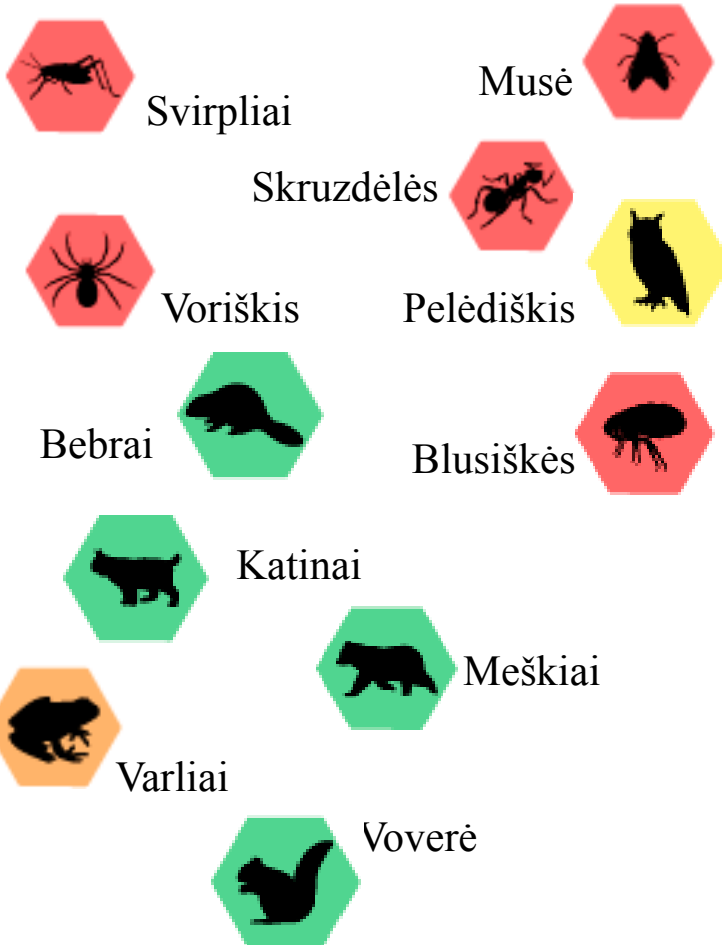 Musė
Svirpliai
Skruzdėlės
Voriškis
Pelėdiškis
Bebrai
Blusiškės
Katinai
Meškiai
Varliai
Voverė